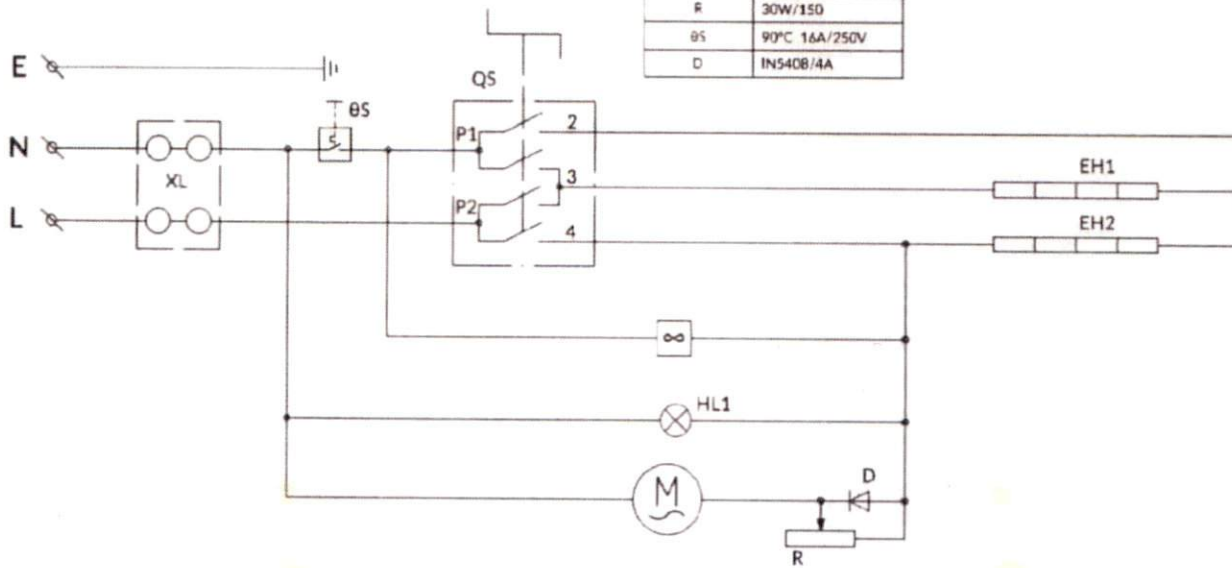 R 30W/150
θS 90°C 16A/250V
D IN5408/4A
E
QS
θS
N
P1 2
XL
3
EH1
L
P2
4
EH2
∞
HL1
M
D
R